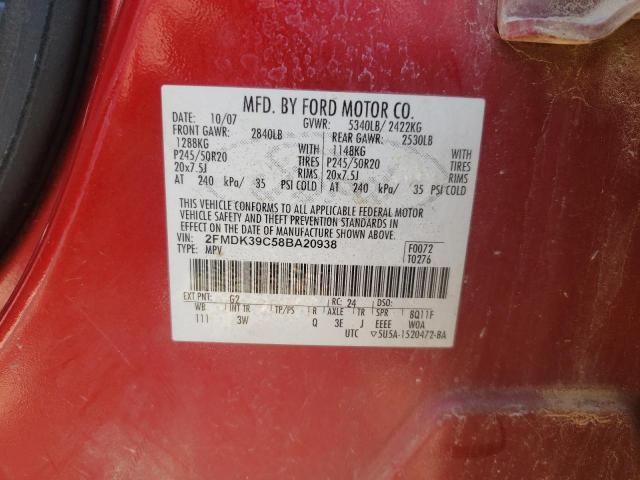 MFD. BY FORD MOTOR CO.
DATE: 10/07 GVWR: 5340LB/ 2422KG
FRONT GAWR: 2840LB REAR GAWR: 2530LB
1288KG WITH 1148KG WITH
P245/50R20 TIRES P245/50R20 TIRES
20x7.5J RIMS 20x7.5J RIMS
AT 240 kPa/ 35 PSI COLD AT 240 kPa/ 35 PSI COLD
THIS VEHICLE CONFORMS TO ALL APPLICABLE FEDERAL MOTOR
VEHICLE SAFETY AND THEFT PREVENTION STANDARDS IN
EFFECT ON THE DATE OF MANUFACTURE SHOWN ABOVE.
VIN: 2FMDK39C58BA20938 F0072
TYPE: MPV T0276
EXT PNT: G2 RC: 24 DSO:
WB INT TR TP/PS R AXLE TR SPR 8Q11F
111 3W Q 3E J EEEE WOA
UTC ▽5U5A-1520472-BA